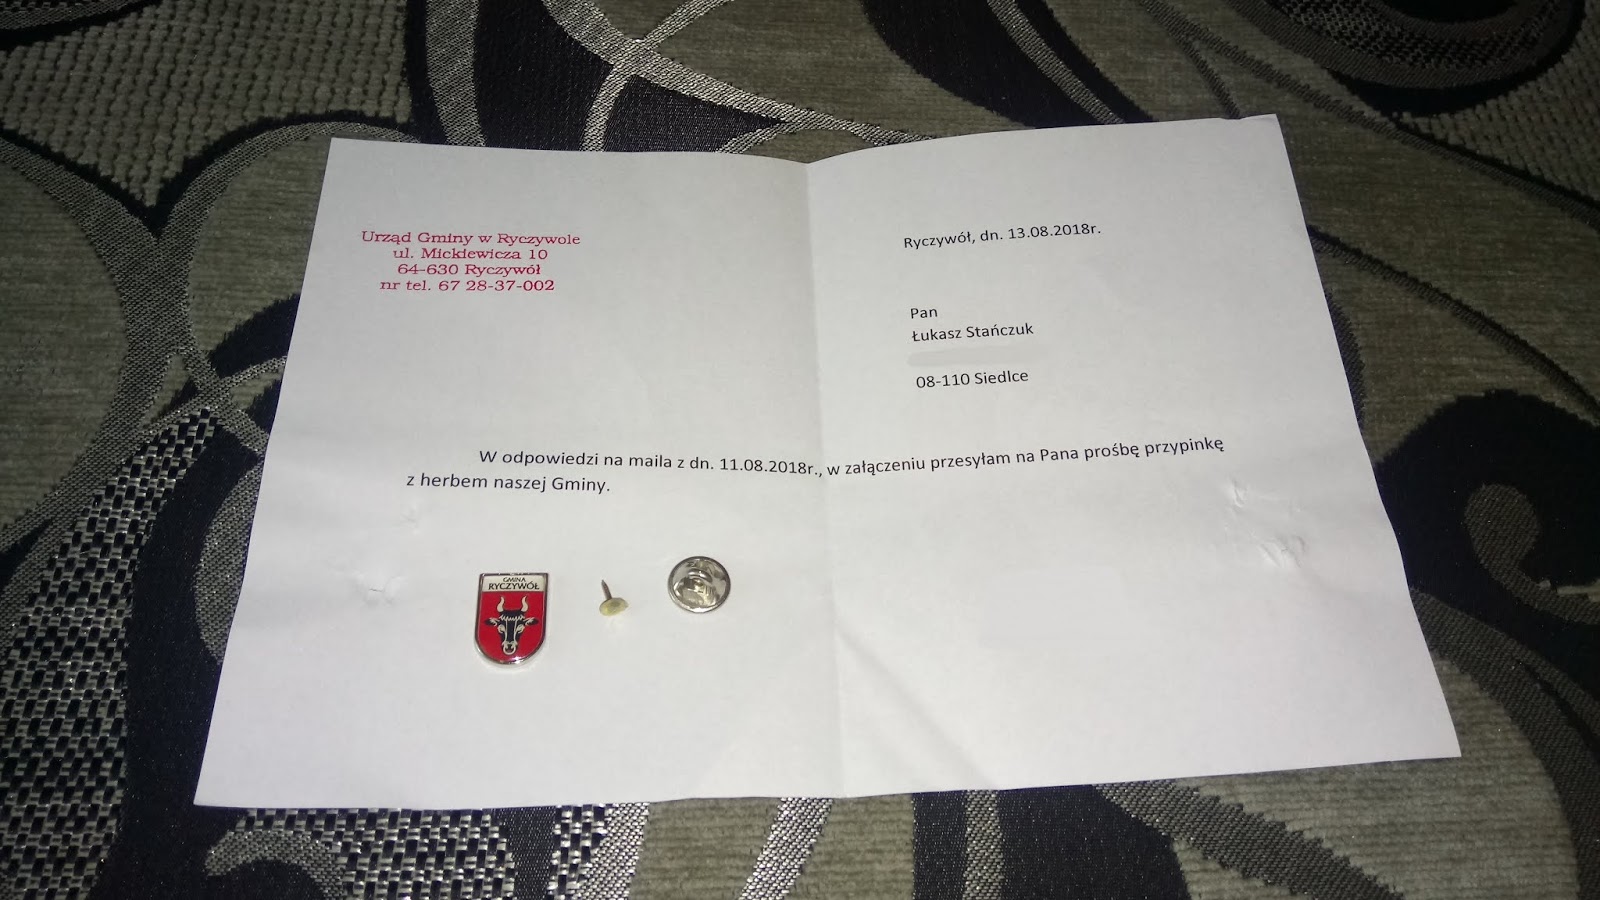 Urząd Gminy w Ryczywole
ul. Mickiewicza 10
64-630 Ryczywół
nr tel. 67 28-37-002
Ryczywół, dn. 13.08.2018r.
Pan
Łukasz Stańczuk
08-110 Siedlce
W odpowiedzi na maila z dn. 11.08.2018r., w załączeniu przesyłam na Pana prośbę przypinkę
z herbem naszej Gminy.
GMINA
RYCZYWÓŁ